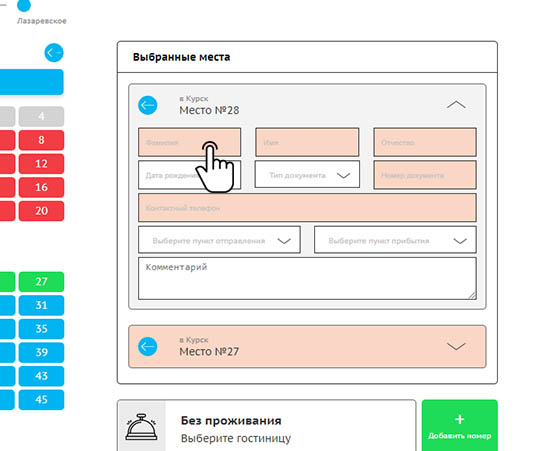 Лазаревское
4
8
12
16
20
27
31
35
39
43
45
Выбранные места
в Курск
Место №28
Фамилия
Имя
Отчество
Дата рождени
Тип документа
Номер документа
Контактный телефон
Выберите пункт отправления
Выберите пункт прибытия
Комментарий
в Курск
Место №27
Без проживания
Выберите гостиницу
+
Добавить номер